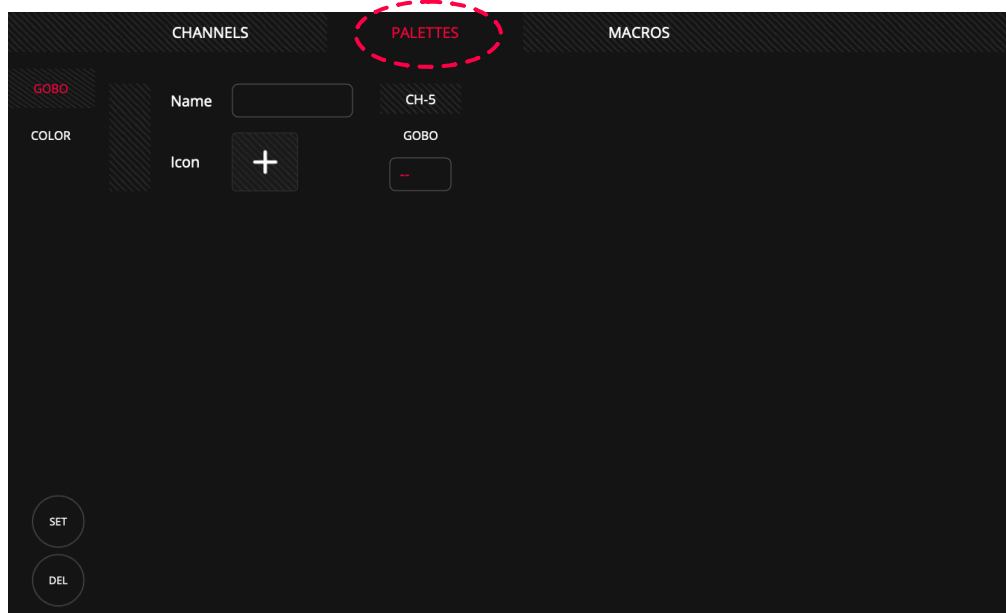 CHANNELS PALETTES MACROS
GOBO
COLOR
Name
Icon
+
CH-5
GOBO
--
SET
DEL